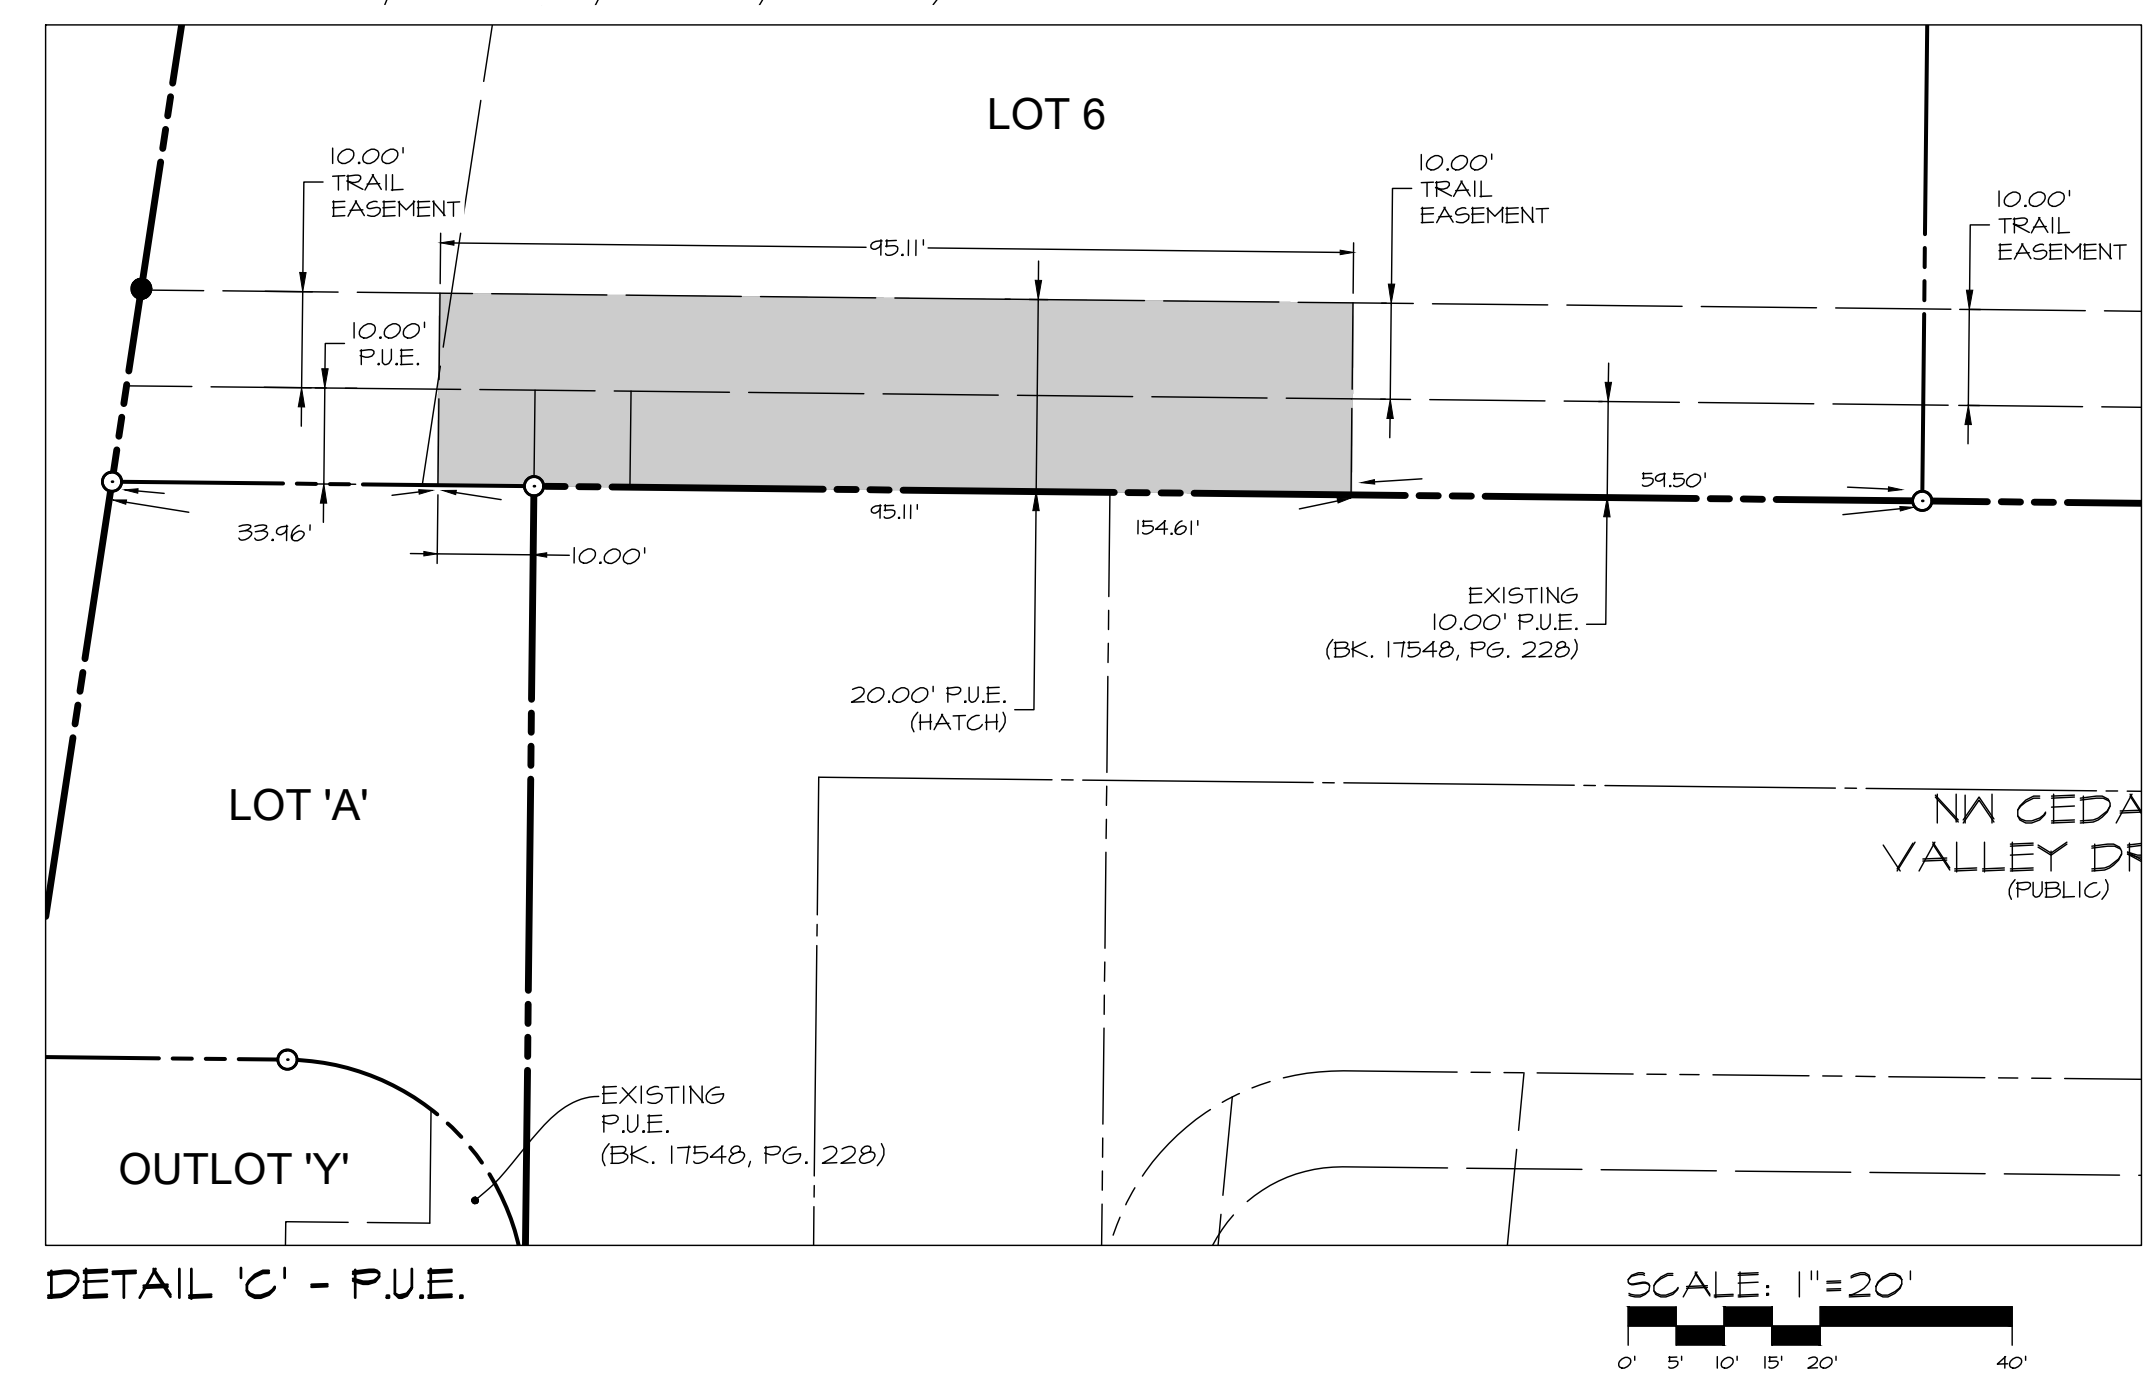 LOT 6
10.00'
TRAIL
EASEMENT
10.00'
TRAIL
EASEMENT
10.00'
TRAIL
EASEMENT
95.11'
10.00'
P.U.E.
59.50'
33.96'
95.11'
154.61'
10.00'
EXISTING
10.00' P.U.E.
(BK. 17548, PG. 228)
20.00' P.U.E.
(HATCH)
LOT 'A'
NW CEDA
VALLEY DR
(PUBLIC)
EXISTING
P.U.E.
(BK. 17548, PG. 228)
OUTLOT 'Y'
DETAIL 'C' - P.U.E.
SCALE: 1"=20'
0' 5' 10' 15' 20' 40'